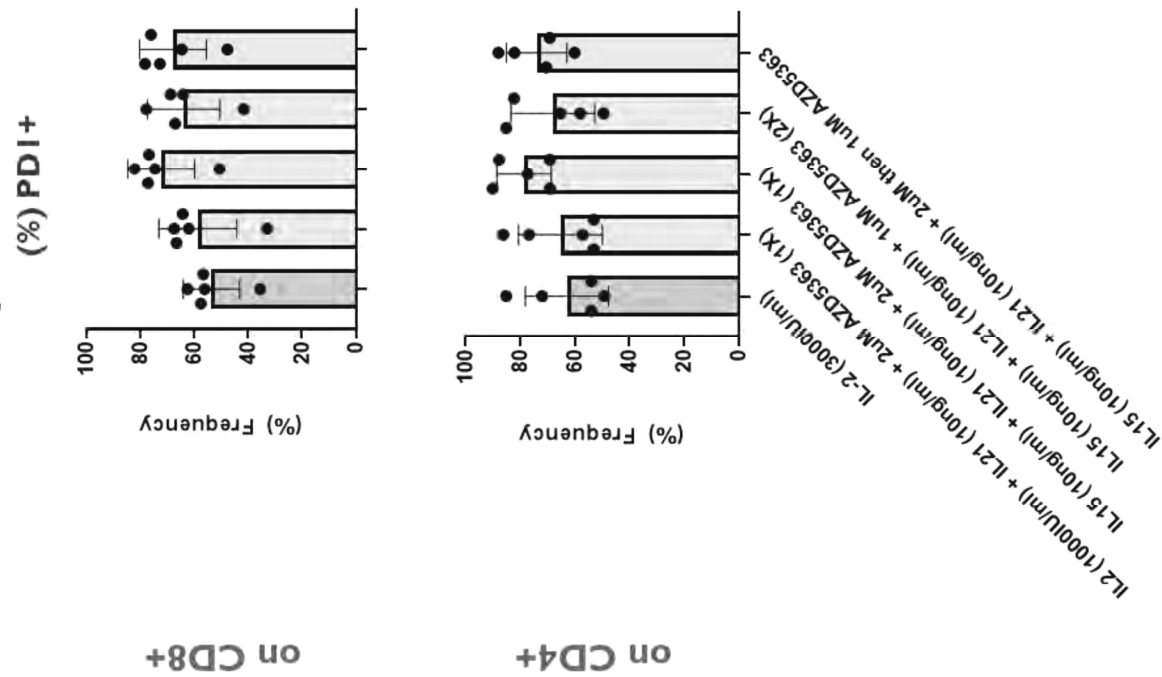 (%) PD1+
on CD8+
(%) Frequency (%)
100
80
60
40
20
0
on CD4+
(%) Frequency (%)
100
80
60
40
20
0
IL-2 (3000IU/ml)
IL2 (1000IU/ml) + IL21 (10ng/ml) + 2uM AZD5363 (1X)
IL15 (10ng/ml) + IL21 (10ng/ml) + 2uM AZD5363 (1X)
IL15 (10ng/ml) + IL21 (10ng/ml) + 1uM AZD5363 (2X)
IL15 (10ng/ml) + IL21 (10ng/ml) + 2uM then 1uM AZD5363